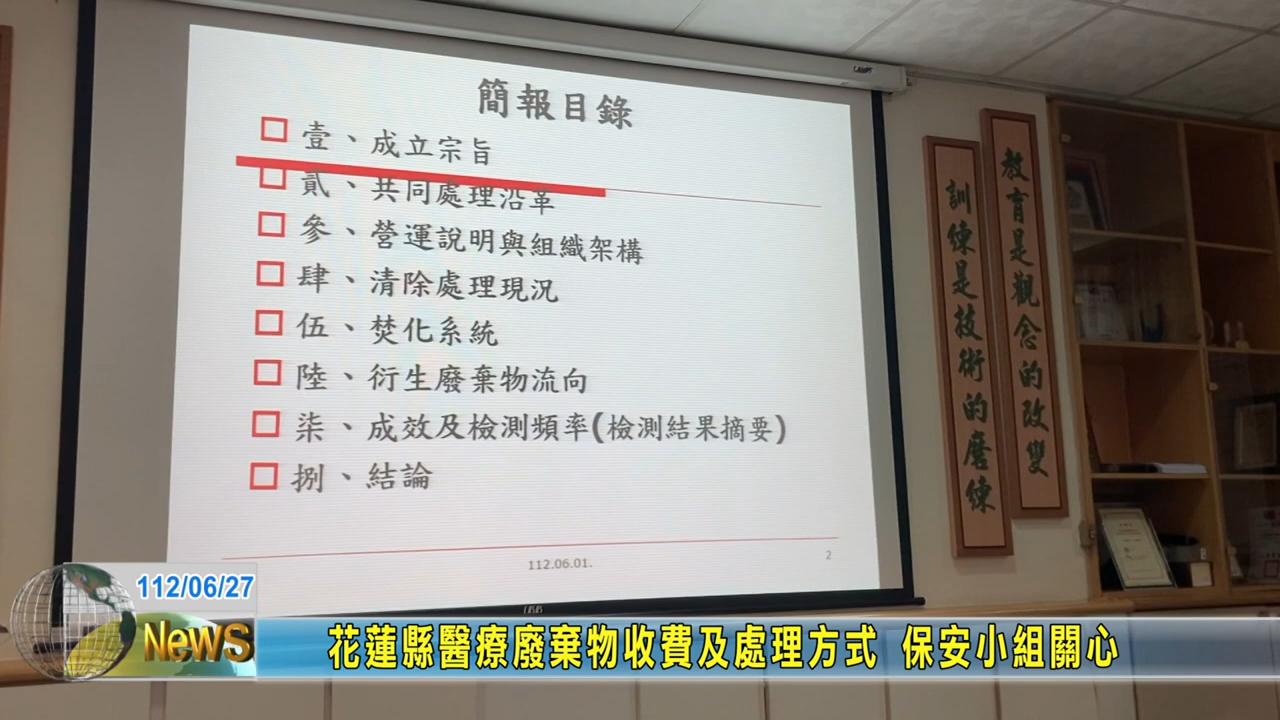 簡報目錄
壹、成立宗旨
貳、共同處理沿革
參、營運說明與組織架構
肆、清除處理現況
伍、焚化系統
陸、衍生廢棄物流向
柒、成效及檢測頻率(檢測結果摘要)
捌、結論
112.06.01.
2
教育是觀念的改變
訓練是技術的磨練
112/06/27
NewS
花蓮縣醫療廢棄物收費及處理方式 保安小組關心